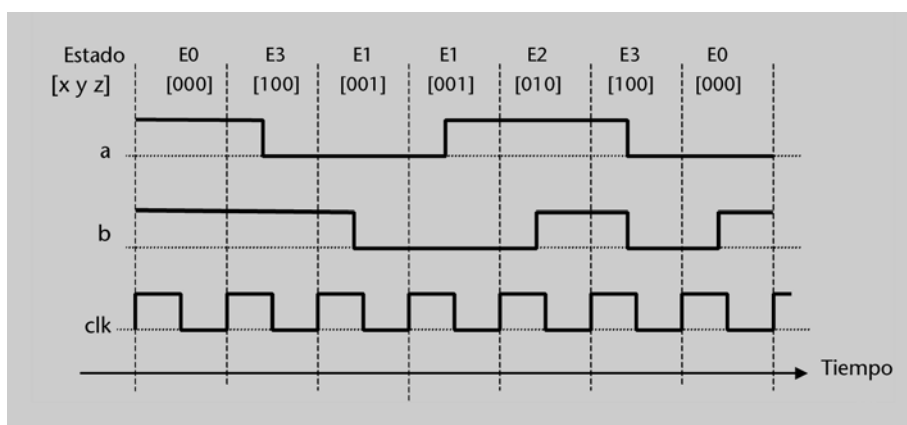 Estado E0 E3 E1 E1 E2 E3 E0
[x y z] [000] [100] [001] [001] [010] [100] [000]
a
b
clk
Tiempo